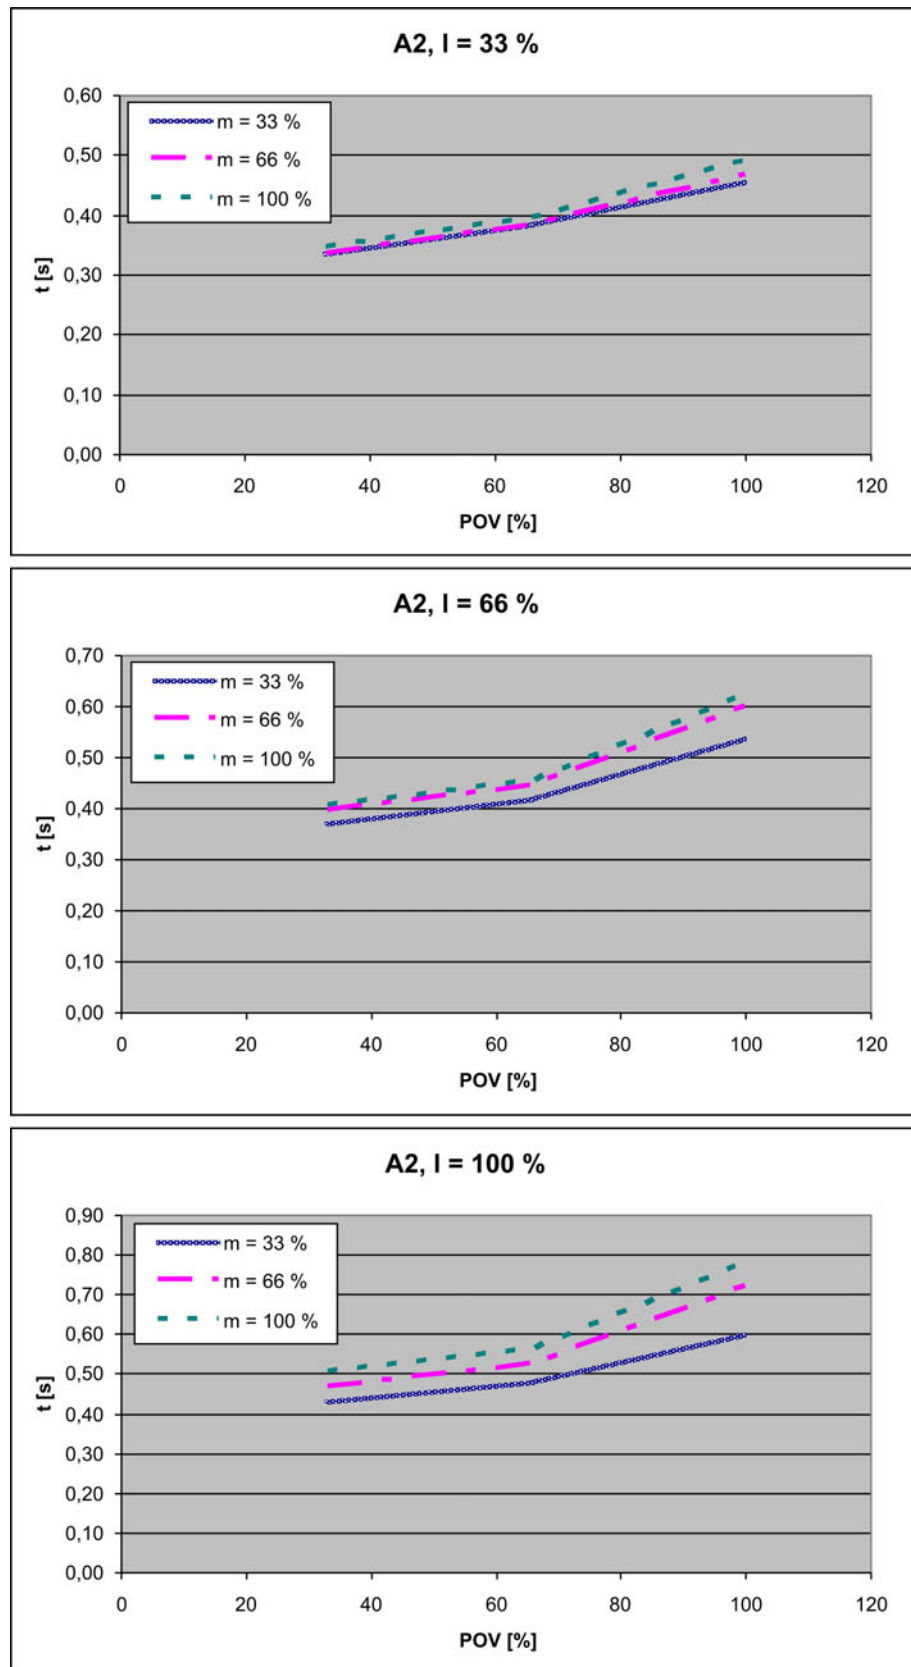 A2, l = 33 %
0,60
0,50
0,40
0,30
0,20
0,10
0,00
t [s]
m = 33 %
m = 66 %
m = 100 %
0 20 40 60 80 100 120
POV [%]
A2, l = 66 %
0,70
0,60
0,50
0,40
0,30
0,20
0,10
0,00
t [s]
m = 33 %
m = 66 %
m = 100 %
0 20 40 60 80 100 120
POV [%]
A2, l = 100 %
0,90
0,80
0,70
0,60
0,50
0,40
0,30
0,20
0,10
0,00
t [s]
m = 33 %
m = 66 %
m = 100 %
0 20 40 60 80 100 120
POV [%]